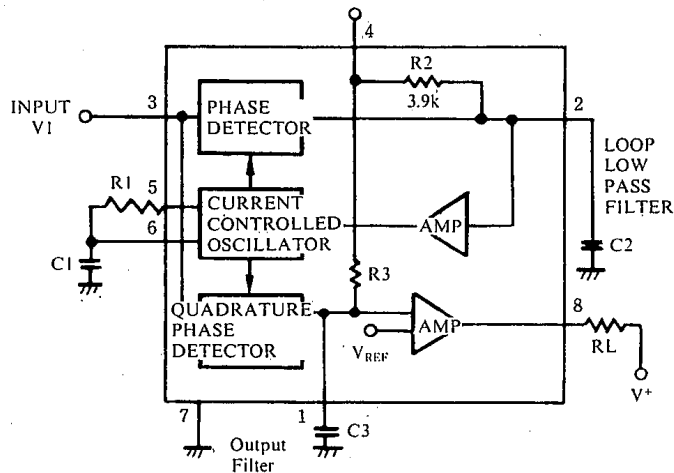 4
R2
3.9k
INPUT
V1
3
PHASE
DETECTOR
2
LOOP
LOW
PASS
FILTER
R1
5
6
CURRENT
CONTROLLED
OSCILLATOR
AMP
C1
C2
R3
QUADRATURE
PHASE
DETECTOR
VREF
AMP
8
RL
V+
7
1
C3
Output
Filter